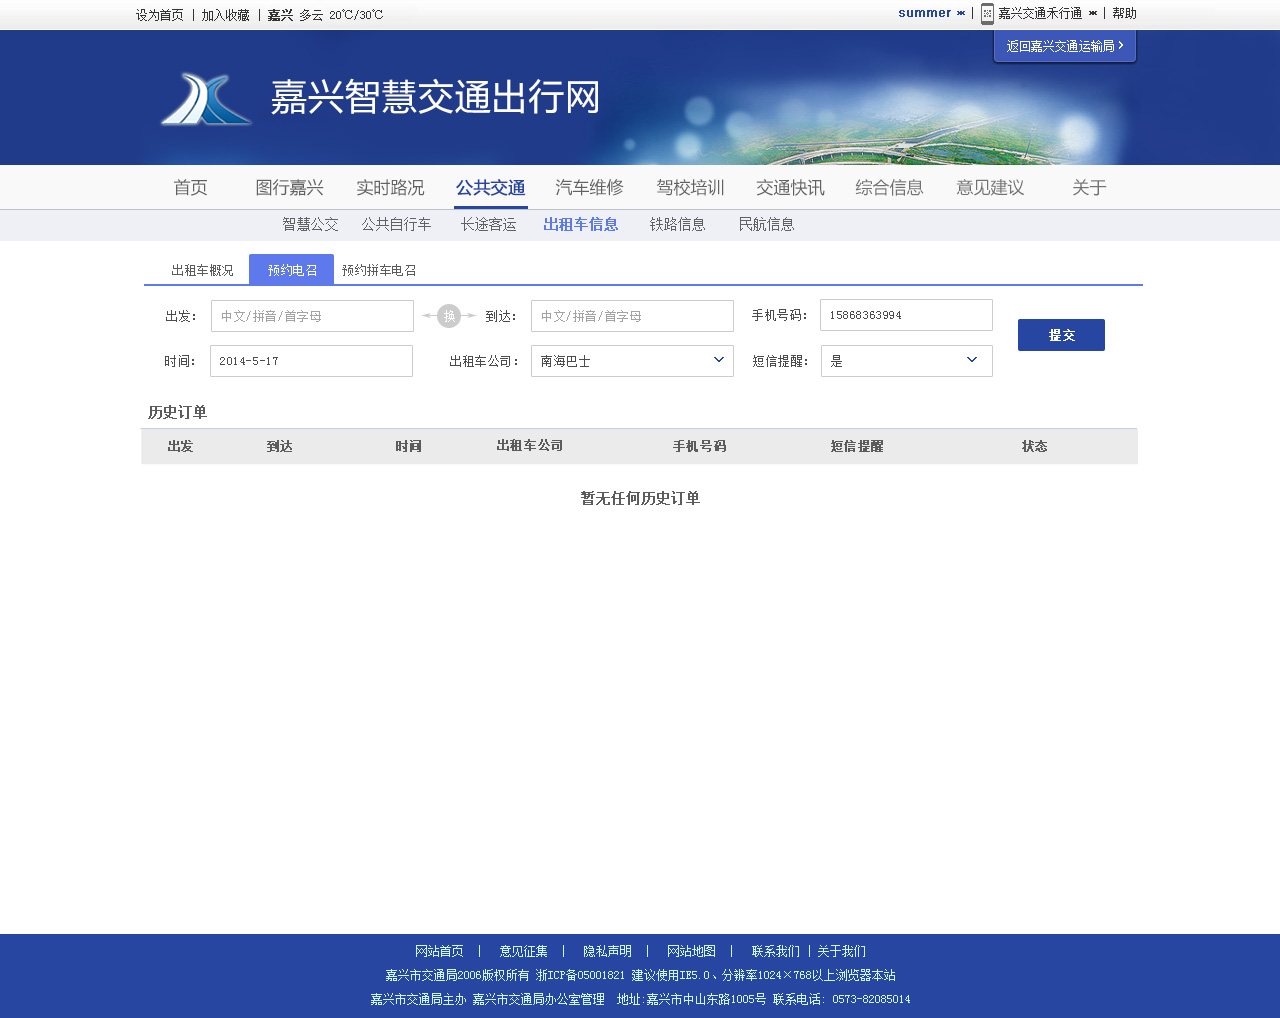 设为首页 | 加入收藏 | 嘉兴 多云 20℃/30℃ summer | 嘉兴交通禾行通 | 帮助
返回嘉兴交通运输局 >
嘉兴智慧交通出行网
首页 图行嘉兴 实时路况 公共交通 汽车维修 驾校培训 交通快讯 综合信息 意见建议 关于
智慧公交 公共自行车 长途客运 出租车信息 铁路信息 民航信息
出租车概况 预约电召 预约拼车电召
出发: 中文/拼音/首字母 换 到达: 中文/拼音/首字母 手机号码: 15868363994
提交
时间: 2014-5-17 出租车公司: 南海巴士 短信提醒: 是
历史订单
出发 到达 时间 出租车公司 手机号码 短信提醒 状态
暂无任何历史订单
网站首页 | 意见征集 | 隐私声明 | 网站地图 | 联系我们 | 关于我们
嘉兴市交通局2006版权所有 浙ICP备05001821 建议使用IE5.0、分辨率1024×768以上浏览器本站
嘉兴市交通局主办 嘉兴市交通局办公室管理 地址:嘉兴市中山东路1005号 联系电话: 0573-82085014